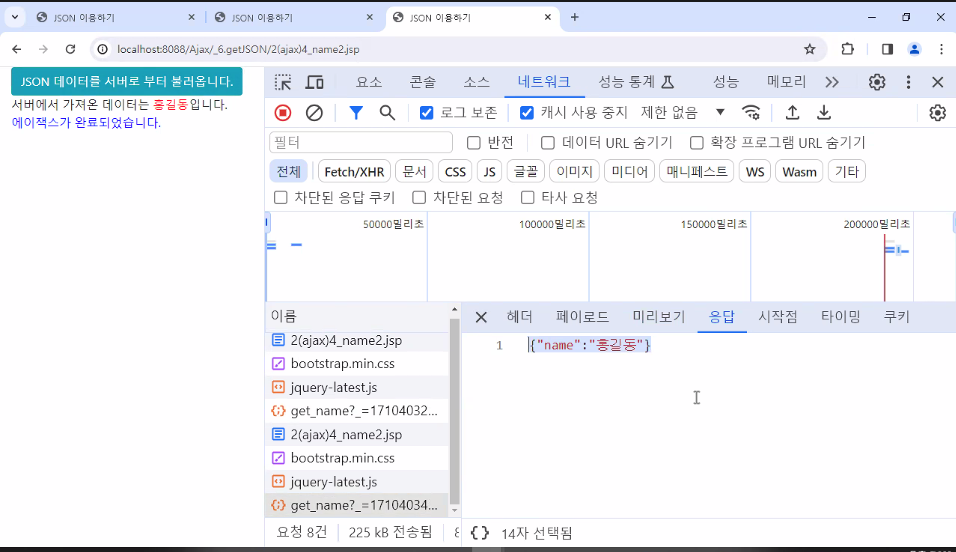 JSON 이용하기
JSON 이용하기
JSON 이용하기
localhost:8088/Ajax/_6.getJSON/2(ajax)4_name2.jsp
JSON 데이터를 서버로 부터 불러옵니다.
서버에서 가져온 데이터는 홍길동입니다.
에이잭스가 완료되었습니다.
요소 콘솔 소스 네트워크 성능 통계 성능 메모리
로그 보존 캐시 사용 중지 제한 없음
필터 반전 데이터 URL 숨기기 확장 프로그램 URL 숨기기
전체 Fetch/XHR 문서 CSS JS 글꼴 이미지 미디어 매니페스트 WS Wasm 기타
차단된 응답 쿠키 차단된 요청 타사 요청
50000밀리초 100000밀리초 150000밀리초 200000밀리초
이름
2(ajax)4_name2.jsp
bootstrap.min.css
jquery-latest.js
get_name?_=17104032...
2(ajax)4_name2.jsp
bootstrap.min.css
jquery-latest.js
get_name?_=17104034...
요청 8건 225 kB 전송됨
헤더 페이로드 미리보기 응답 시작점 타이밍 쿠키
1 {"name":"홍길동"}
{} 14자 선택됨